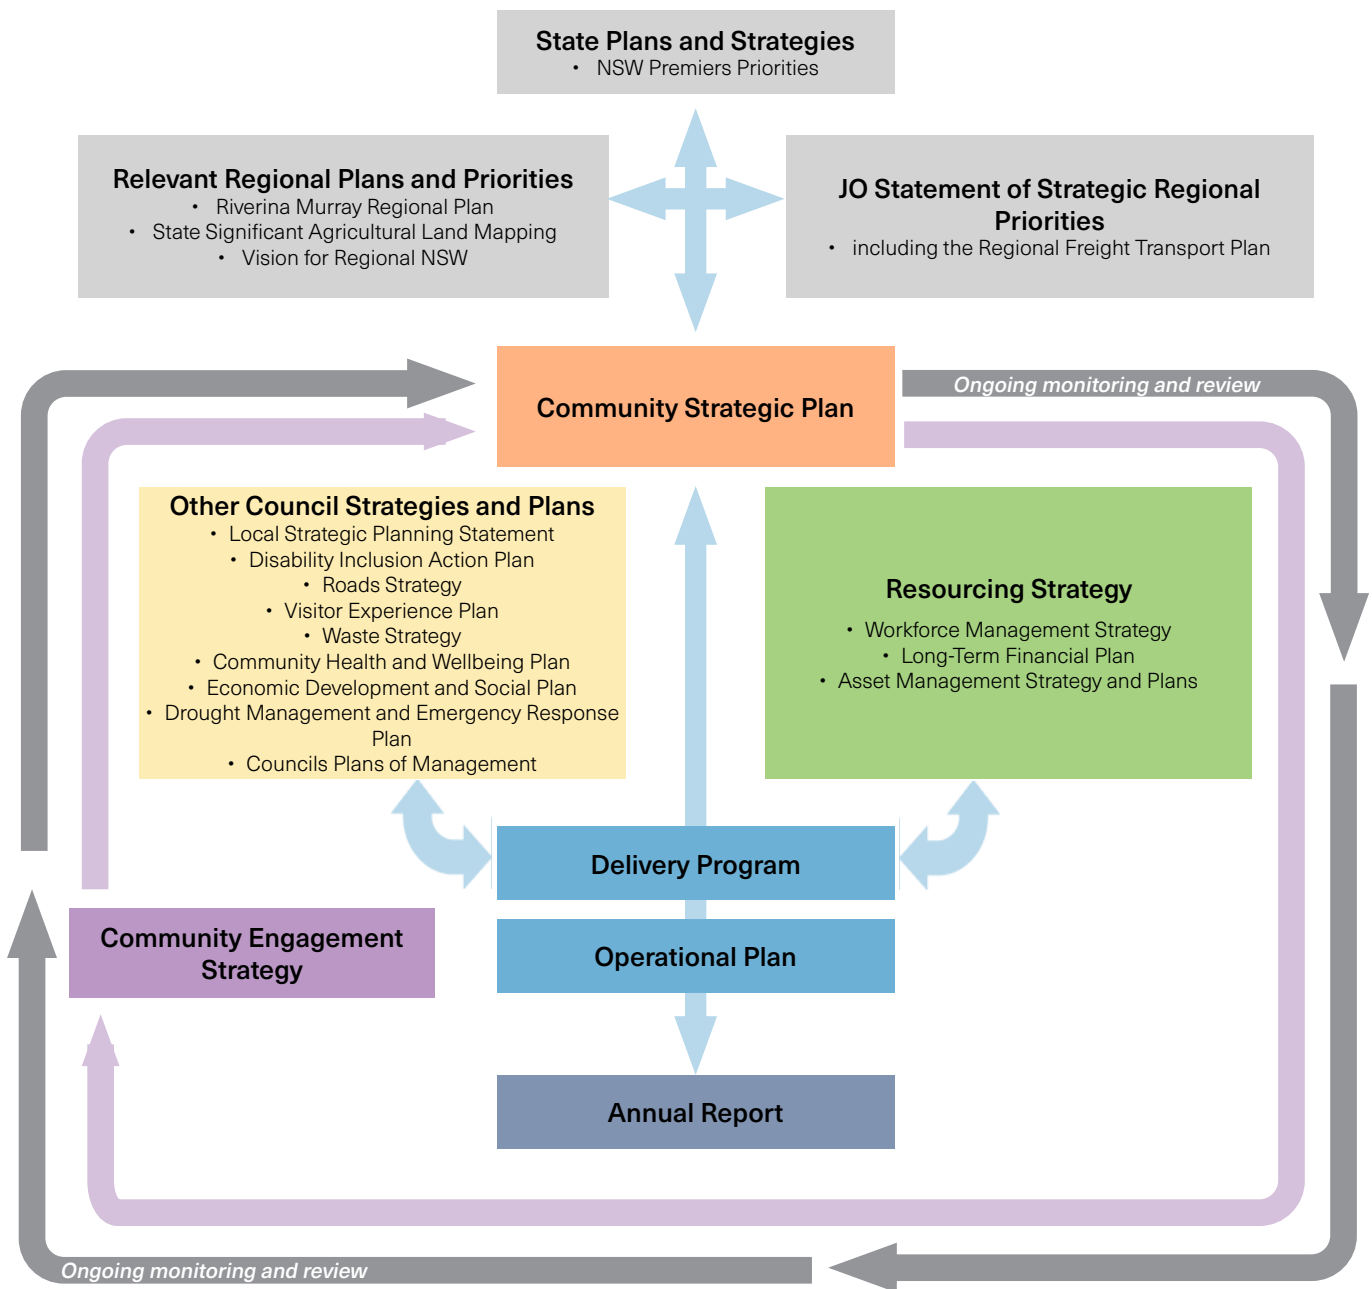 State Plans and Strategies
• NSW Premiers Priorities
Relevant Regional Plans and Priorities
• Riverina Murray Regional Plan
• State Significant Agricultural Land Mapping
• Vision for Regional NSW
JO Statement of Strategic Regional
Priorities
• including the Regional Freight Transport Plan
Community Strategic Plan
Ongoing monitoring and review
Other Council Strategies and Plans
• Local Strategic Planning Statement
• Disability Inclusion Action Plan
• Roads Strategy
• Visitor Experience Plan
• Waste Strategy
• Community Health and Wellbeing Plan
• Economic Development and Social Plan
• Drought Management and Emergency Response
Plan
• Councils Plans of Management
Resourcing Strategy
• Workforce Management Strategy
• Long-Term Financial Plan
• Asset Management Strategy and Plans
Delivery Program
Community Engagement
Strategy
Operational Plan
Annual Report
Ongoing monitoring and review